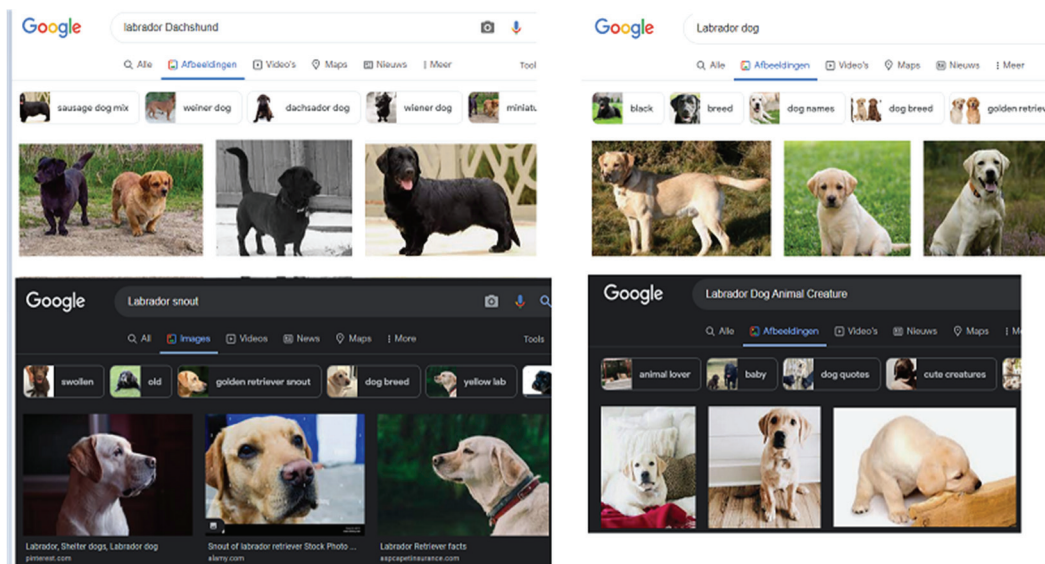 Google
labrador Dachshund
Alle Afbeeldingen Video's Maps Nieuws Meer Tool
sausage dog mix weiner dog dachsador dog wiener dog miniatu
Google
Labrador dog
Alle Afbeeldingen Video's Maps Nieuws Meer
black breed dog names dog breed golden retriev
Google
Labrador snout
All Images Videos News Maps More Tools
swollen old golden retriever snout dog breed yellow lab
Labrador, Shelter dogs, Labrador dog
pinterest.com
Snout of labrador retriever Stock Photo ...
alamy.com
Labrador Retriever facts
aspcapetinsurance.com
Google
Labrador Dog Animal Creature
Alle Afbeeldingen Video's Nieuws Maps M
animal lover baby dog quotes cute creatures